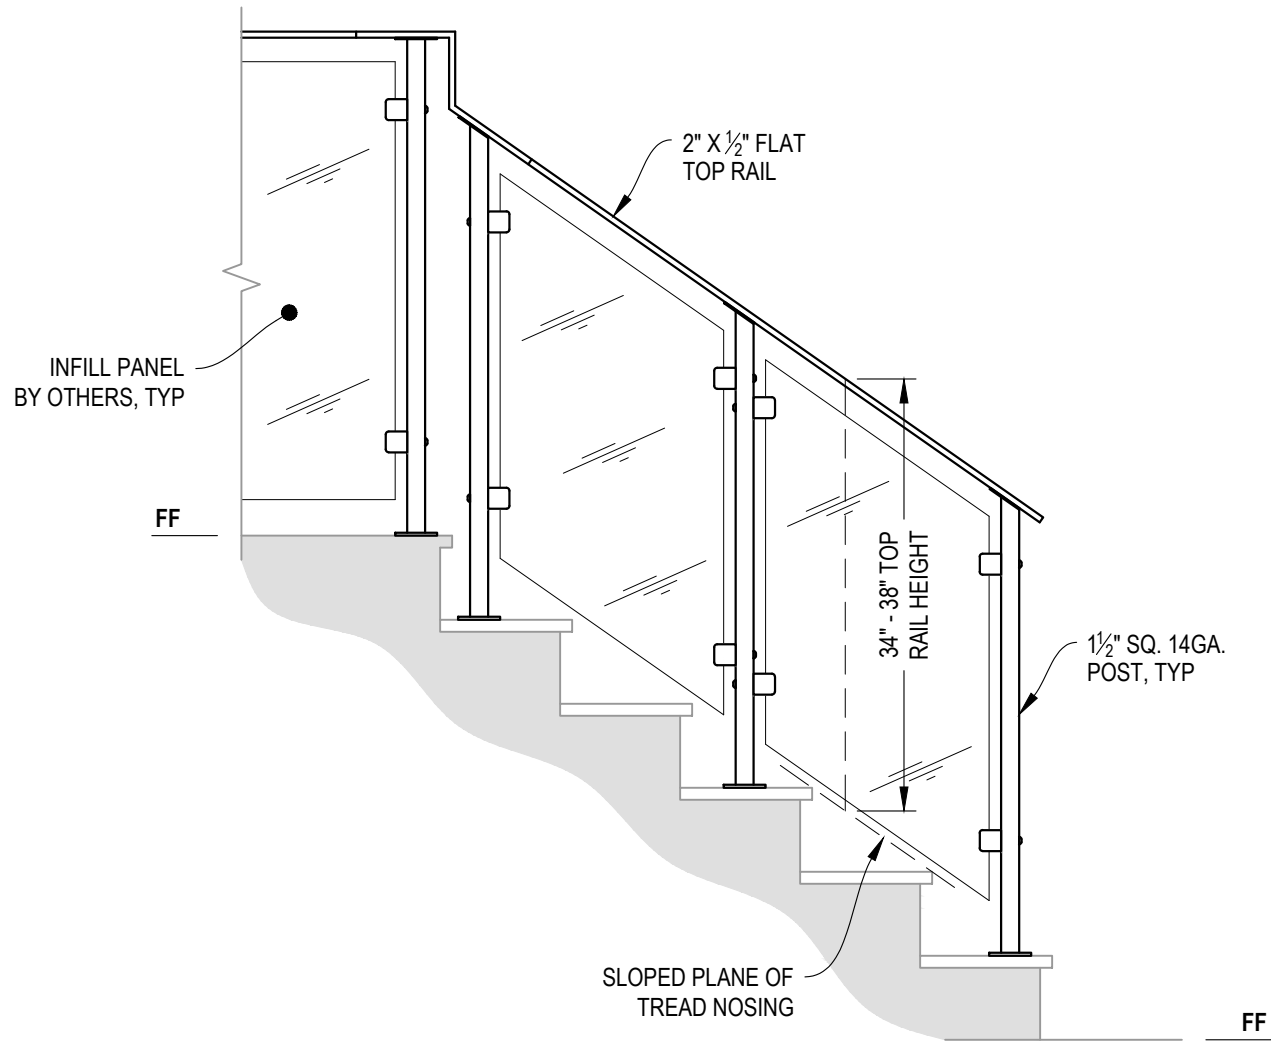 2" X ½" FLAT
TOP RAIL
INFILL PANEL
BY OTHERS, TYP
FF
34" - 38" TOP
RAIL HEIGHT
1½" SQ. 14GA.
POST, TYP
SLOPED PLANE OF
TREAD NOSING
FF